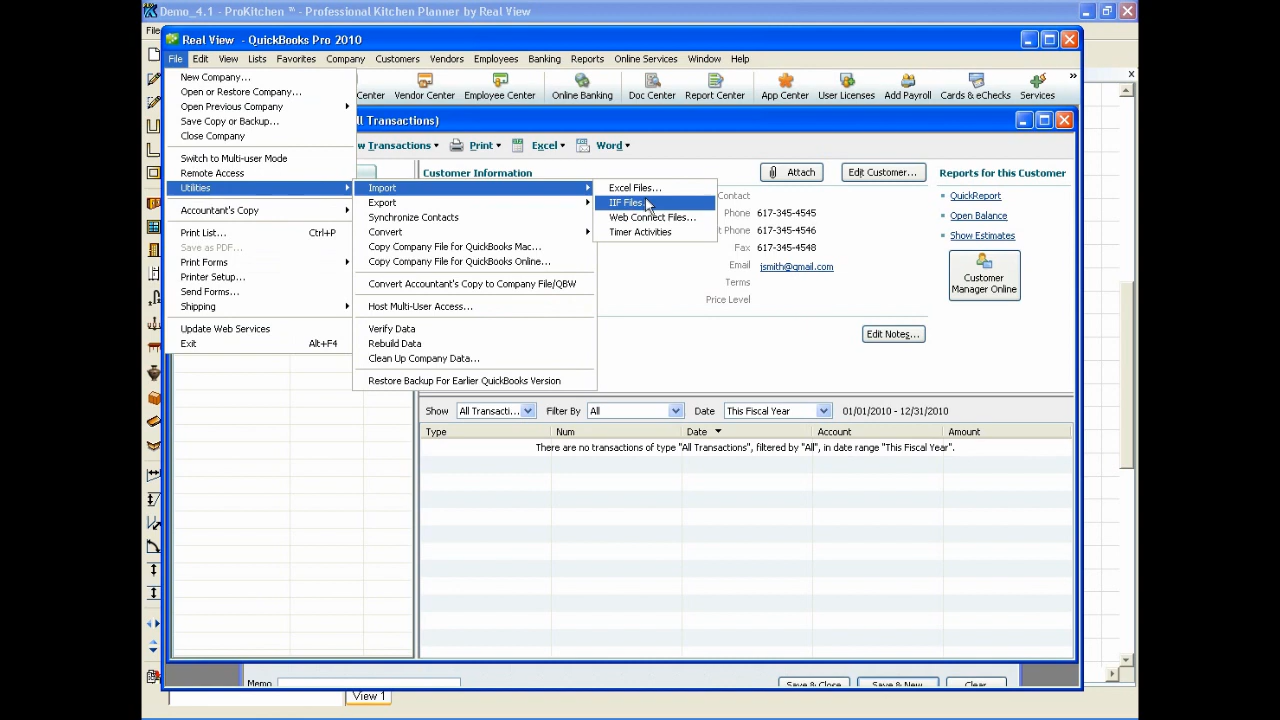 Demo_4.1 - ProKitchen ™ - Professional Kitchen Planner by Real View
Real View - QuickBooks Pro 2010
File Edit View Lists Favorites Company Customers Vendors Employees Banking Reports Online Services Window Help
Center Vendor Center Employee Center Online Banking Doc Center Report Center App Center User Licenses Add Payroll Cards & eChecks Services
New Company...
Open or Restore Company...
Open Previous Company
Save Copy or Backup...
Close Company
Switch to Multi-user Mode
Remote Access
Utilities
Accountant's Copy
Print List... Ctrl+P
Save as PDF...
Print Forms
Printer Setup...
Send Forms...
Shipping
Update Web Services
Exit Alt+F4
All Transactions)
w Transactions Print Excel Word
Import
Export
Synchronize Contacts
Convert
Copy Company File for QuickBooks Mac...
Copy Company File for QuickBooks Online...
Convert Accountant's Copy to Company File/QBW
Host Multi-User Access...
Verify Data
Rebuild Data
Clean Up Company Data...
Restore Backup For Earlier QuickBooks Version
Excel Files...
IIF Files
Web Connect Files...
Timer Activities
Customer Information
Attach Edit Customer...
Contact
Phone 617-345-4545
t Phone 617-345-4546
Fax 617-345-4548
Email jsmith@gmail.com
Terms
Price Level
Edit Notes...
Reports for this Customer
QuickReport
Open Balance
Show Estimates
Customer
Manager Online
Show All Transacti... Filter By All Date This Fiscal Year 01/01/2010 - 12/31/2010
Type Num Date Account Amount
There are no transactions of type "All Transactions", filtered by "All", in date range "This Fiscal Year".
Memo Save & Close Save & New Clear
View 1